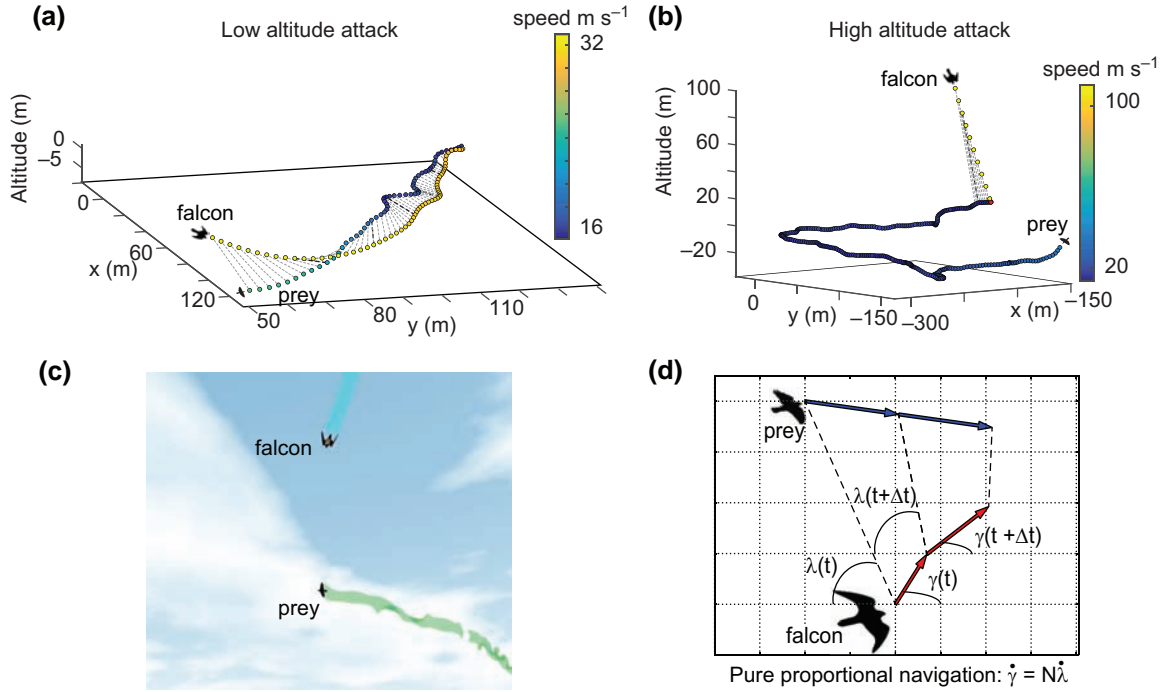 (a)
Low altitude attack
speed m s⁻¹
32
16
Altitude (m)
0
−5
0
60
120
x (m)
50
80
110
y (m)
falcon
prey
(b)
High altitude attack
speed m s⁻¹
100
20
Altitude (m)
100
60
20
−20
0
−150
y (m)
−300
−150
x (m)
falcon
prey
(c)
falcon
prey
(d)
prey
λ(t+Δt)
γ(t +Δt)
λ(t)
γ(t)
falcon
Pure proportional navigation: γ̇ = Nλ̇